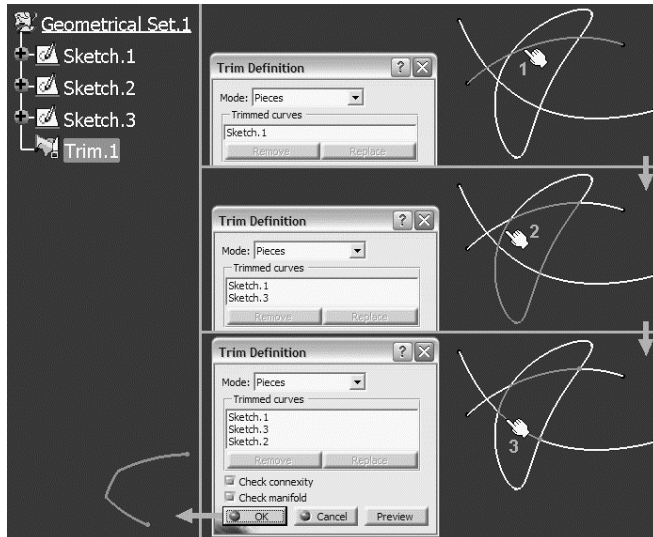 Geometrical Set.1
Sketch.1
Sketch.2
Sketch.3
Trim.1
Trim Definition
Mode: Pieces
Trimmed curves
Sketch.1
Remove Replace
1
Trim Definition
Mode: Pieces
Trimmed curves
Sketch.1
Sketch.3
Remove Replace
2
Trim Definition
Mode: Pieces
Trimmed curves
Sketch.1
Sketch.3
Sketch.2
Remove Replace
Check connexity
Check manifold
OK Cancel Preview
3